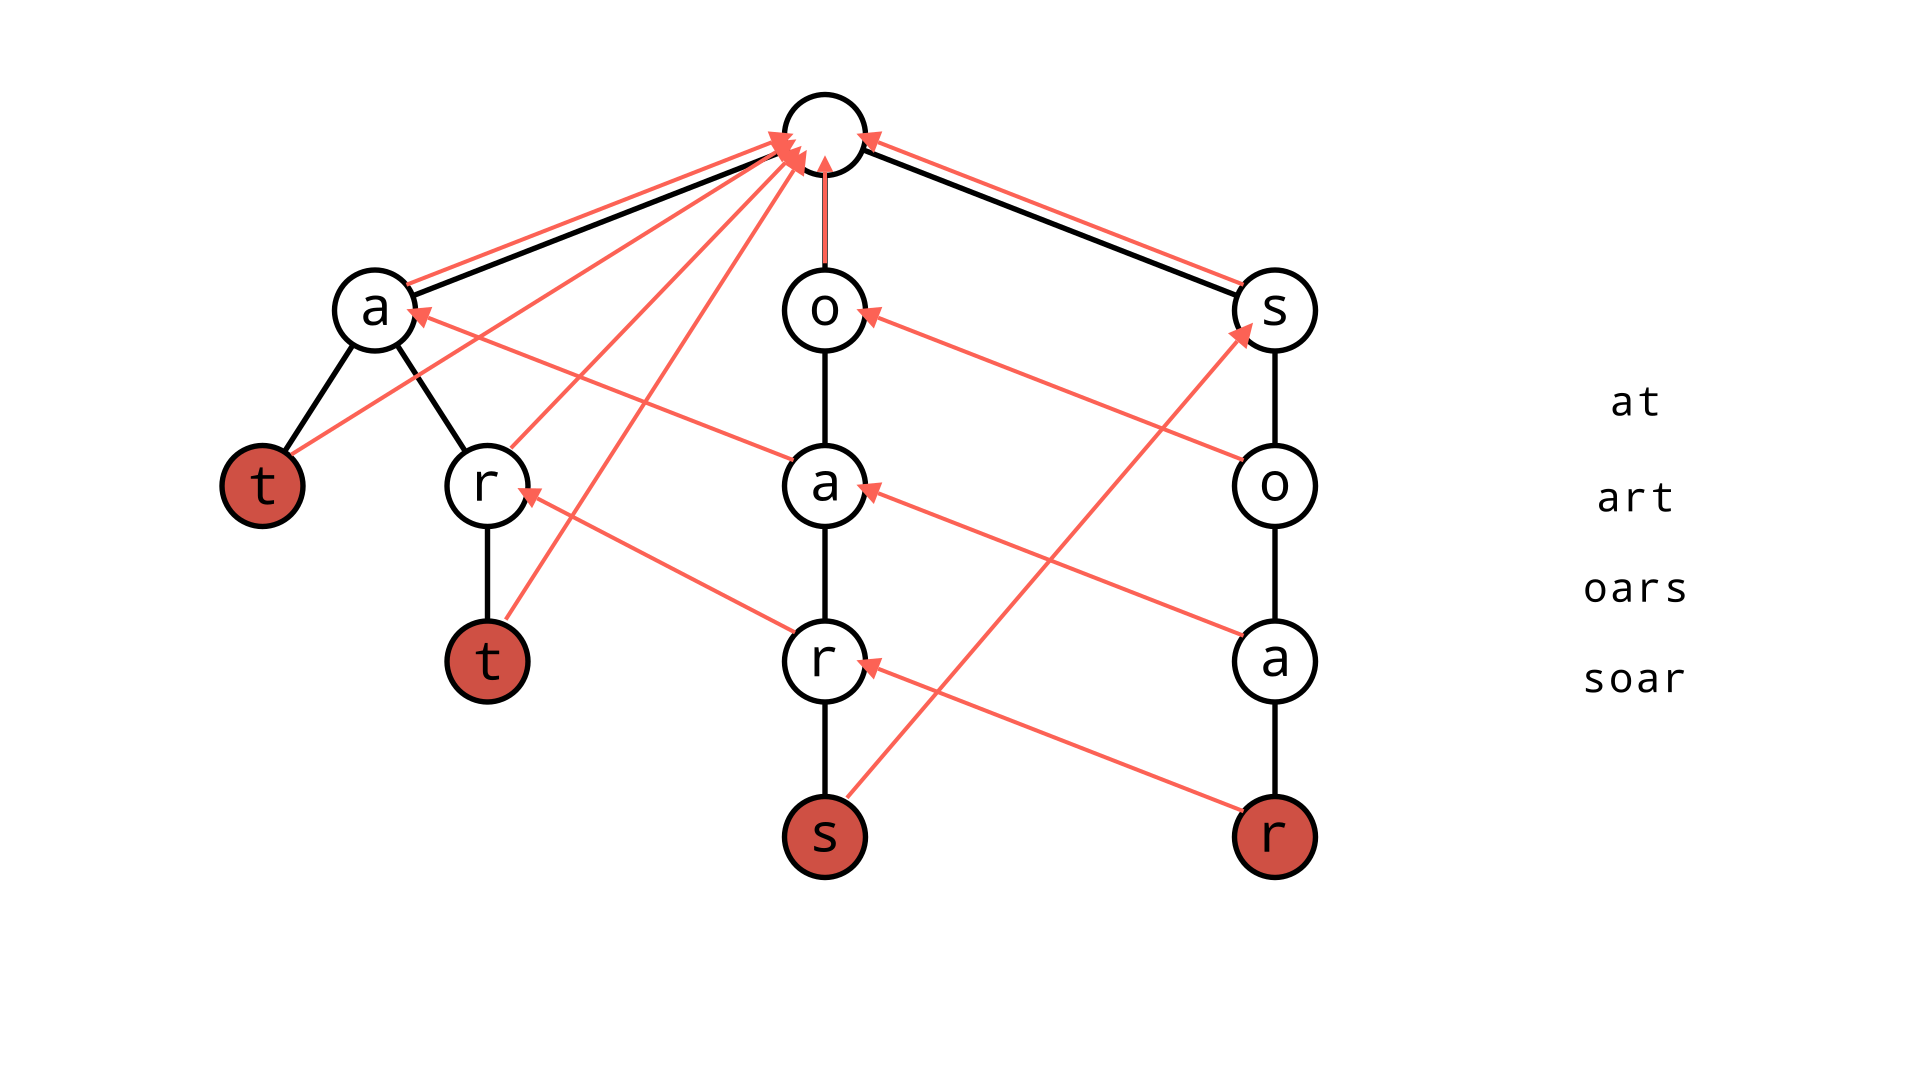 a o s
t r a o
t r a
s r
at
art
oars
soar